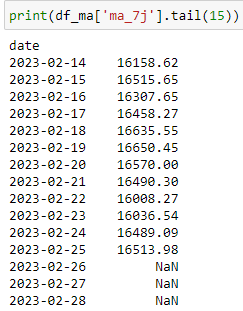 print(df_ma['ma_7j'].tail(15))
date
2023-02-14    16158.62
2023-02-15    16515.65
2023-02-16    16307.65
2023-02-17    16458.27
2023-02-18    16635.55
2023-02-19    16650.45
2023-02-20    16570.00
2023-02-21    16490.30
2023-02-22    16008.27
2023-02-23    16036.54
2023-02-24    16489.09
2023-02-25    16513.98
2023-02-26         NaN
2023-02-27         NaN
2023-02-28         NaN